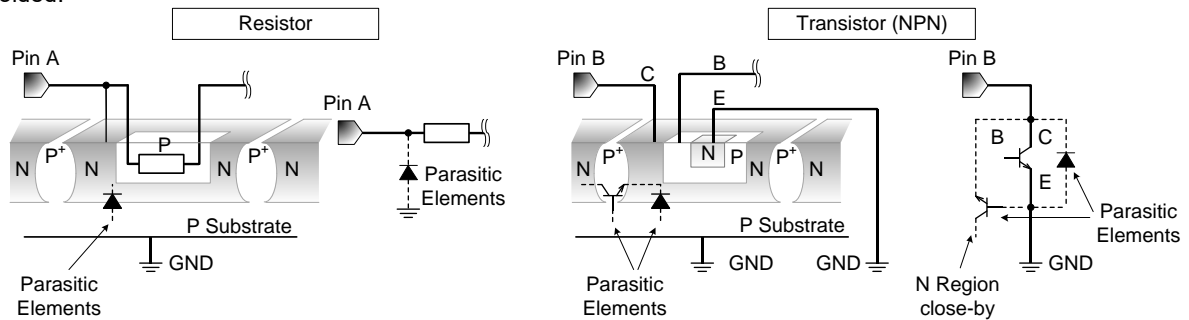 Resistor
Transistor (NPN)
Pin A
Pin B
Pin B
C
B
E
Pin A
N
P+
N
P
P+
N
N
P+
N
P
P+
N
B
C
E
Parasitic
Elements
P Substrate
GND
Parasitic
Elements
P Substrate
GND
GND
Parasitic
Elements
Parasitic
Elements
GND
N Region
close-by